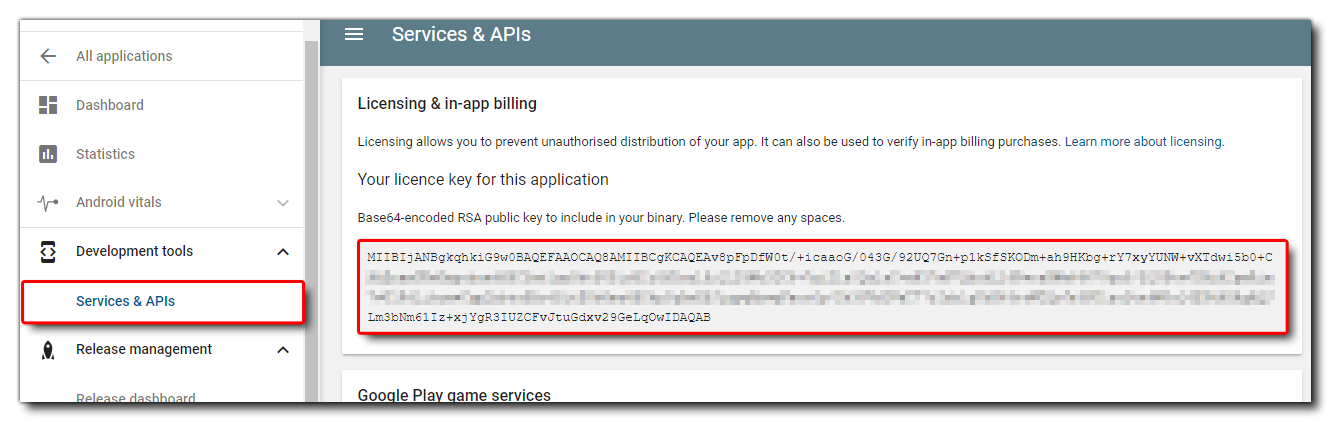 All applications
Dashboard
Statistics
Android vitals
Development tools
Services & APIs
Release management
Release dashboard
Services & APIs
Licensing & in-app billing
Licensing allows you to prevent unauthorised distribution of your app. It can also be used to verify in-app billing purchases. Learn more about licensing.
Your licence key for this application
Base64-encoded RSA public key to include in your binary. Please remove any spaces.
MIIBIjANBgkqhkiG9w0BAQEFAAOCAQ8AMIIBCgKCAQEAv8pFpDfW0t/+icaaoG/043G/92UQ7Gn+p1kSfSKODm+ah9HKbg+rY7xyYUNW+vXTdwi5b0+C
Lm3bNm61Iz+xjYgR3IUZCFvJtuGdxv29GeLqOwIDAQAB
Google Play game services